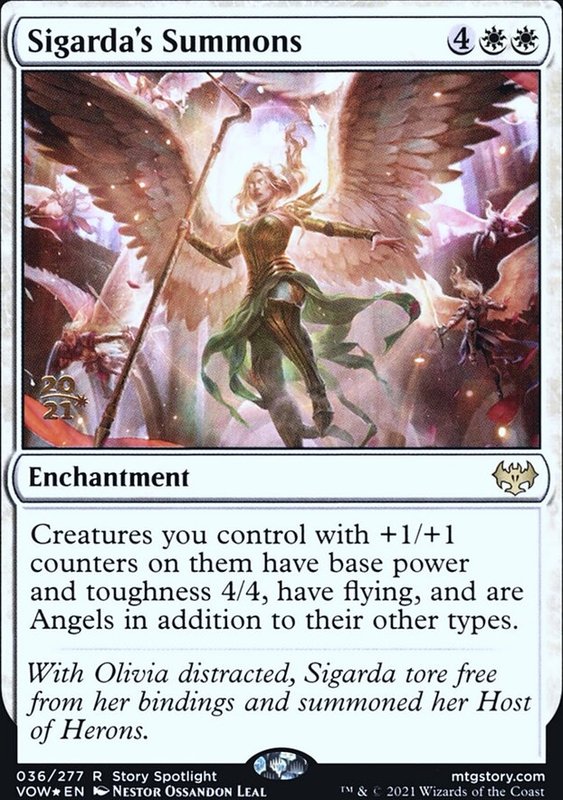 Sigarda's Summons 4
20
21
Enchantment
Creatures you control with +1/+1
counters on them have base power
and toughness 4/4, have flying, and are
Angels in addition to their other types.
With Olivia distracted, Sigarda tore free
from her bindings and summoned her Host
of Herons.
036/277 R Story Spotlight mtgstory.com
VOW★EN Nestor Ossandon Leal ™ & © 2021 Wizards of the Coast